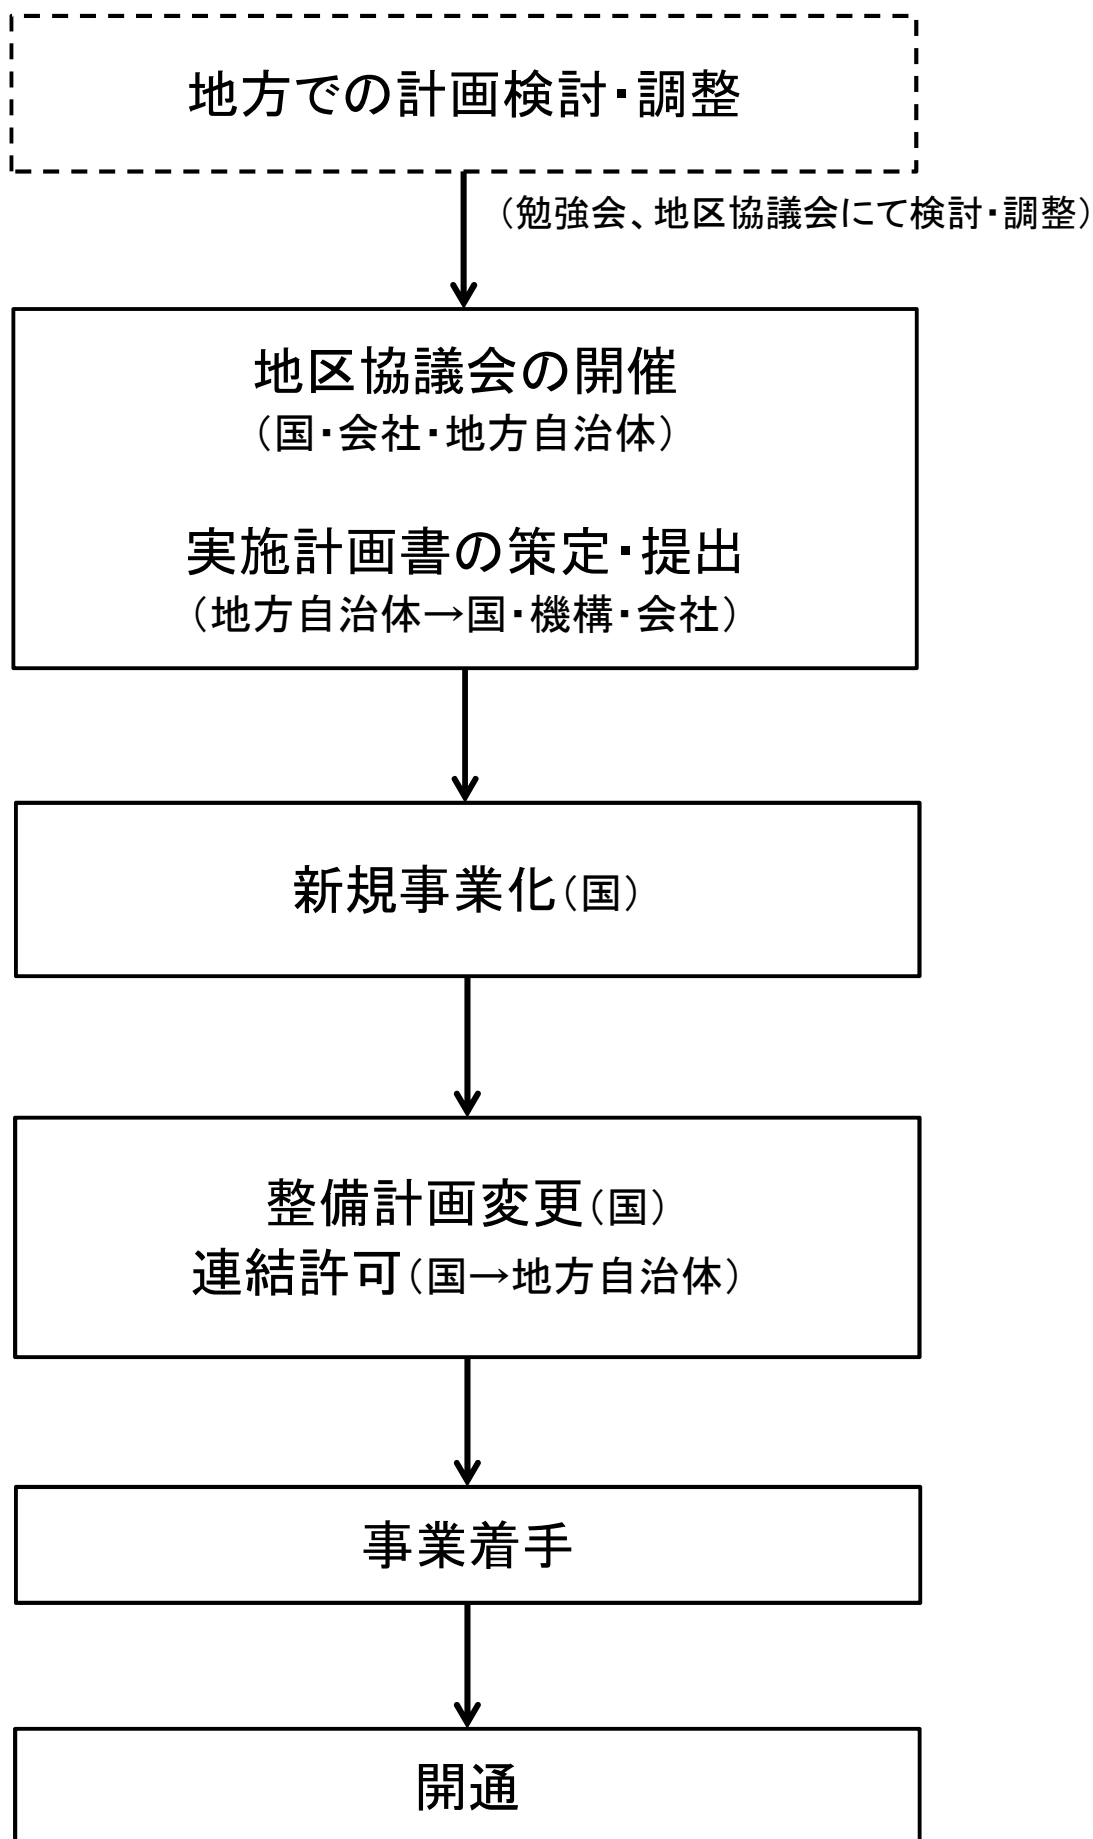 地方での計画検討・調整
（勉強会、地区協議会にて検討・調整）
地区協議会の開催
（国・会社・地方自治体）
実施計画書の策定・提出
（地方自治体→国・機構・会社）
新規事業化（国）
整備計画変更（国）
連結許可（国→地方自治体）
事業着手
開通